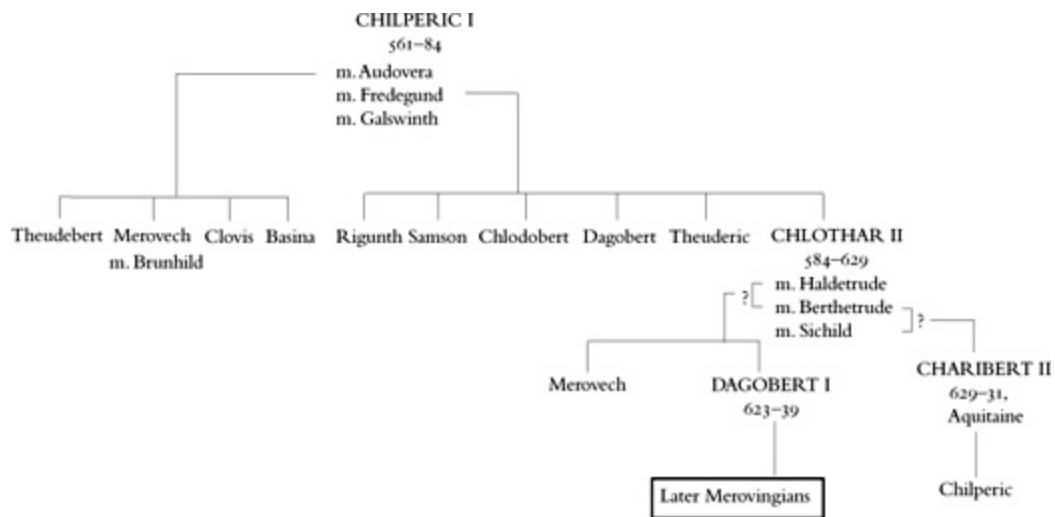 CHILPERIC I
561–84
m. Audovera
m. Fredegund
m. Galswinth
Theudebert Merovech Clovis Basina Rigunth Samson Chlodobert Dagobert Theuderic CHLOTHAR II
m. Brunhild 584–629
? m. Haldetrude
m. Berthetrude ?
m. Sichild
Merovech DAGOBERT I CHARIBERT II
623–39 629–31,
Aquitaine
Later Merovingians Chilperic